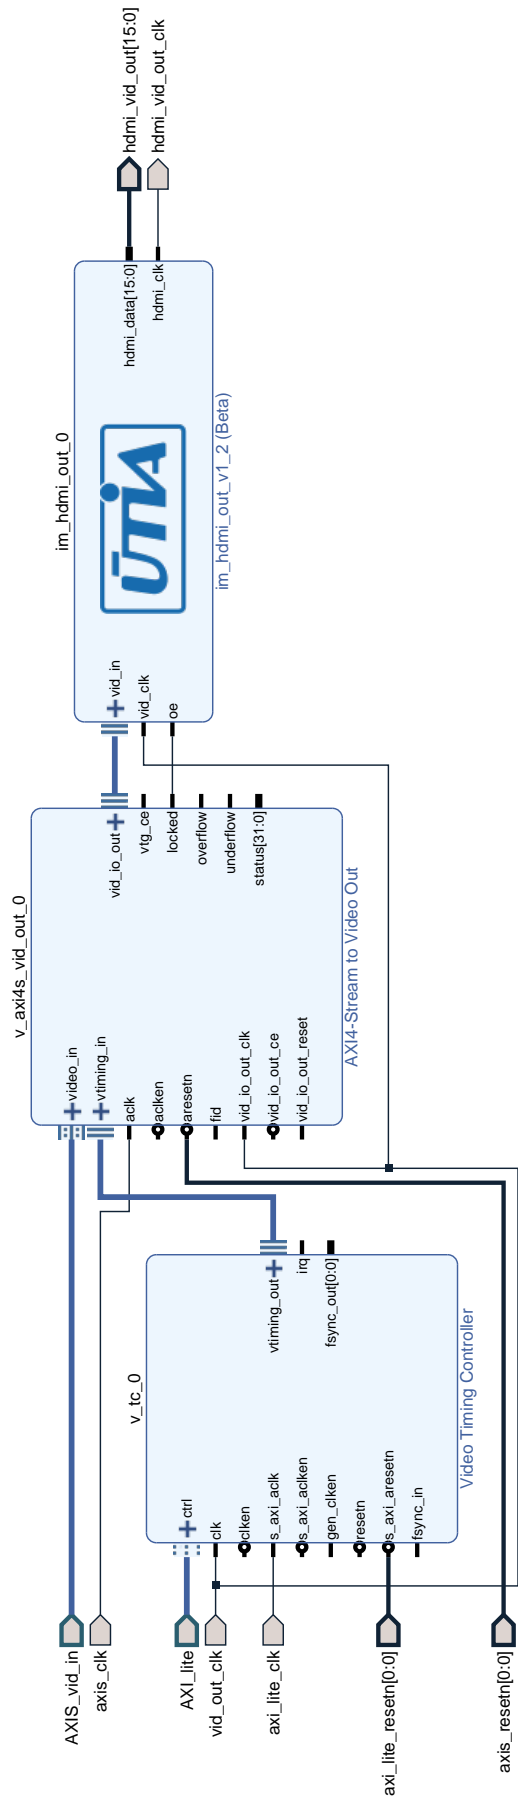 AXIS_vid_in
axis_clk
AXI_lite
vid_out_clk
axi_lite_clk
axi_lite_resetn[0:0]
axis_resetn[0:0]
v_tc_0
ctrl
clk
clken
s_axi_aclk
s_axi_aclken
gen_clken
resetn
s_axi_aresetn
fsync_in
vtiming_out
irq
fsync_out[0:0]
Video Timing Controller
v_axi4s_vid_out_0
video_in
vtiming_in
aclk
aclken
aresetn
fid
vid_io_out_clk
vid_io_out_ce
vid_io_out_reset
vid_io_out
vtg_ce
locked
overflow
underflow
status[31:0]
AXI4-Stream to Video Out
im_hdmi_out_0
vid_in
vid_clk
oe
ŪTIA
hdmi_data[15:0]
hdmi_clk
im_hdmi_out_v1_2 (Beta)
hdmi_vid_out[15:0]
hdmi_vid_out_clk